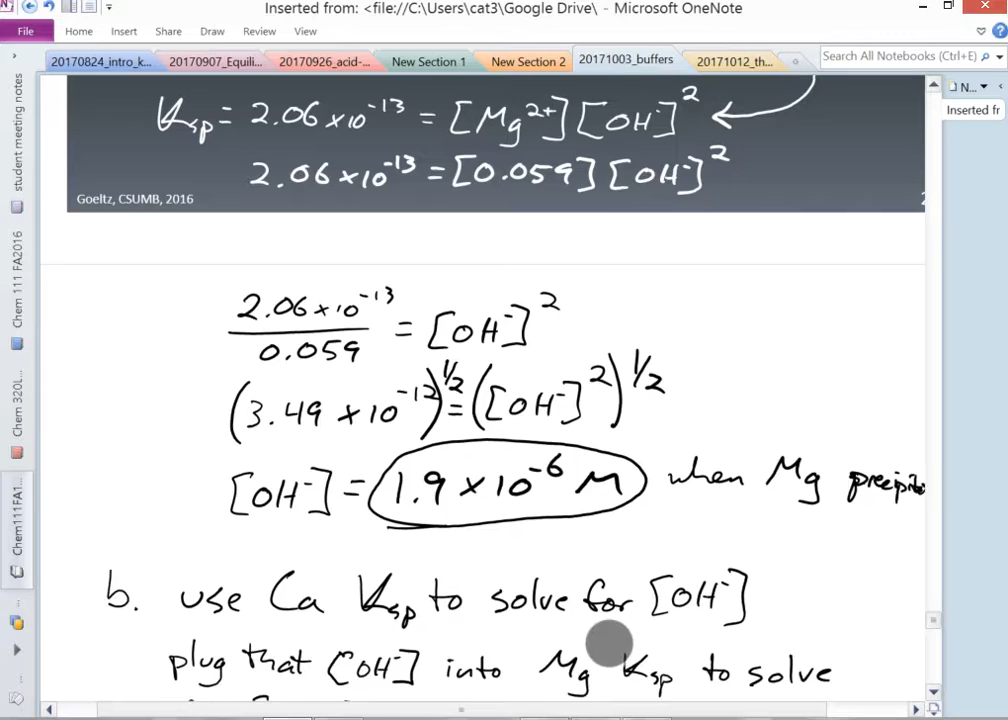 Inserted from: <file://C:\Users\cat3\Google Drive\ - Microsoft OneNote
File Home Insert Share Draw Review View
20170824_intro_k... 20170907_Equili... 20170926_acid-... New Section 1 New Section 2 20171003_buffers 20171012_th... Search All Notebooks (Ctrl+E)
N...
Inserted fr
student meeting notes
Chem 111 FA2016
Chem 320L
Chem111FA1
Ksp = 2.06 x 10^-13 = [Mg^2+][OH^-]^2
2.06 x 10^-13 = [0.059][OH^-]^2
Goeltz, CSUMB, 2016
2.06 x 10^-13 / 0.059 = [OH^-]^2
(3.49 x 10^-12)^1/2 = ([OH^-]^2)^1/2
[OH^-] = 1.9 x 10^-6 M when Mg
b. use Ca Ksp to solve for [OH^-]
plug that [OH^-] into Mg Ksp to solve